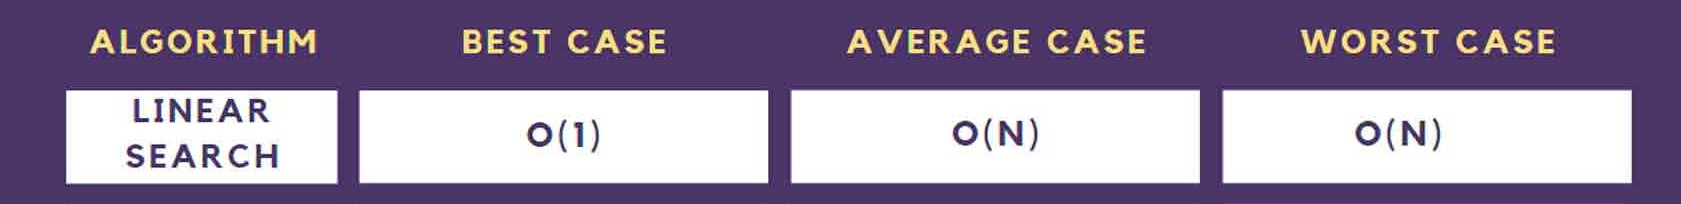 ALGORITHM BEST CASE AVERAGE CASE WORST CASE
LINEAR
SEARCH
O(1)
O(N)
O(N)